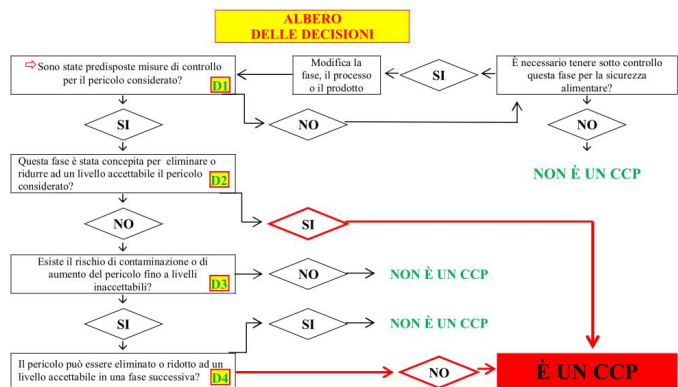 ALBERO
DELLE DECISIONI
⇨ Sono state predisposte misure di controllo
per il pericolo considerato?
D1
Modifica la
fase, il processo
o il prodotto
SI
È necessario tenere sotto controllo
questa fase per la sicurezza
alimentare?
SI
NO
NO
NON È UN CCP
Questa fase è stata concepita per eliminare o
ridurre ad un livello accettabile il pericolo
considerato?
D2
NO
SI
Esiste il rischio di contaminazione o di
aumento del pericolo fino a livelli
inaccettabili?
D3
NO
NON È UN CCP
SI
SI
NON È UN CCP
Il pericolo può essere eliminato o ridotto ad un
livello accettabile in una fase successiva?
D4
NO
È UN CCP